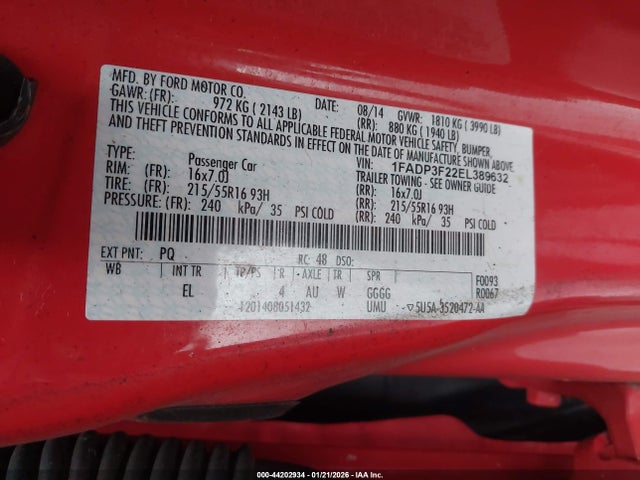 MFD. BY FORD MOTOR CO.
DATE: 08/14 GVWR: 1810 KG ( 3990 LB)
GAWR: (FR): 972 KG ( 2143 LB) (RR): 880 KG ( 1940 LB)
THIS VEHICLE CONFORMS TO ALL APPLICABLE FEDERAL MOTOR VEHICLE SAFETY, BUMPER,
AND THEFT PREVENTION STANDARDS IN EFFECT ON THE DATE OF MANUFACTURE SHOWN ABOVE.
VIN: 1FADP3F22EL389632
TYPE: Passenger Car TRAILER TOWING - SEE OWNER GUIDE
RIM: (FR): 16x7.0J (RR): 16x7.0J
TIRE: (FR): 215/55R16 93H (RR): 215/55R16 93H
PRESSURE: (FR): 240 kPa/ 35 PSI COLD (RR): 240 kPa/ 35 PSI COLD
EXT PNT: PQ RC: 48 DSO: F0093
WB INT TR TP/PS R AXLE TR SPR R0067
EL 4 AU W GGGG
UMU 5U5A-3520472-AA
000-44202934 - 01/21/2026 - IAA Inc.